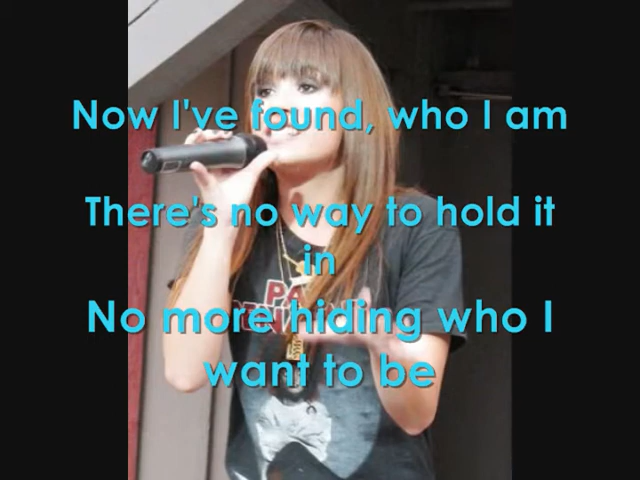 Now I've found, who I am
There's no way to hold it
in
No more hiding who I
want to be